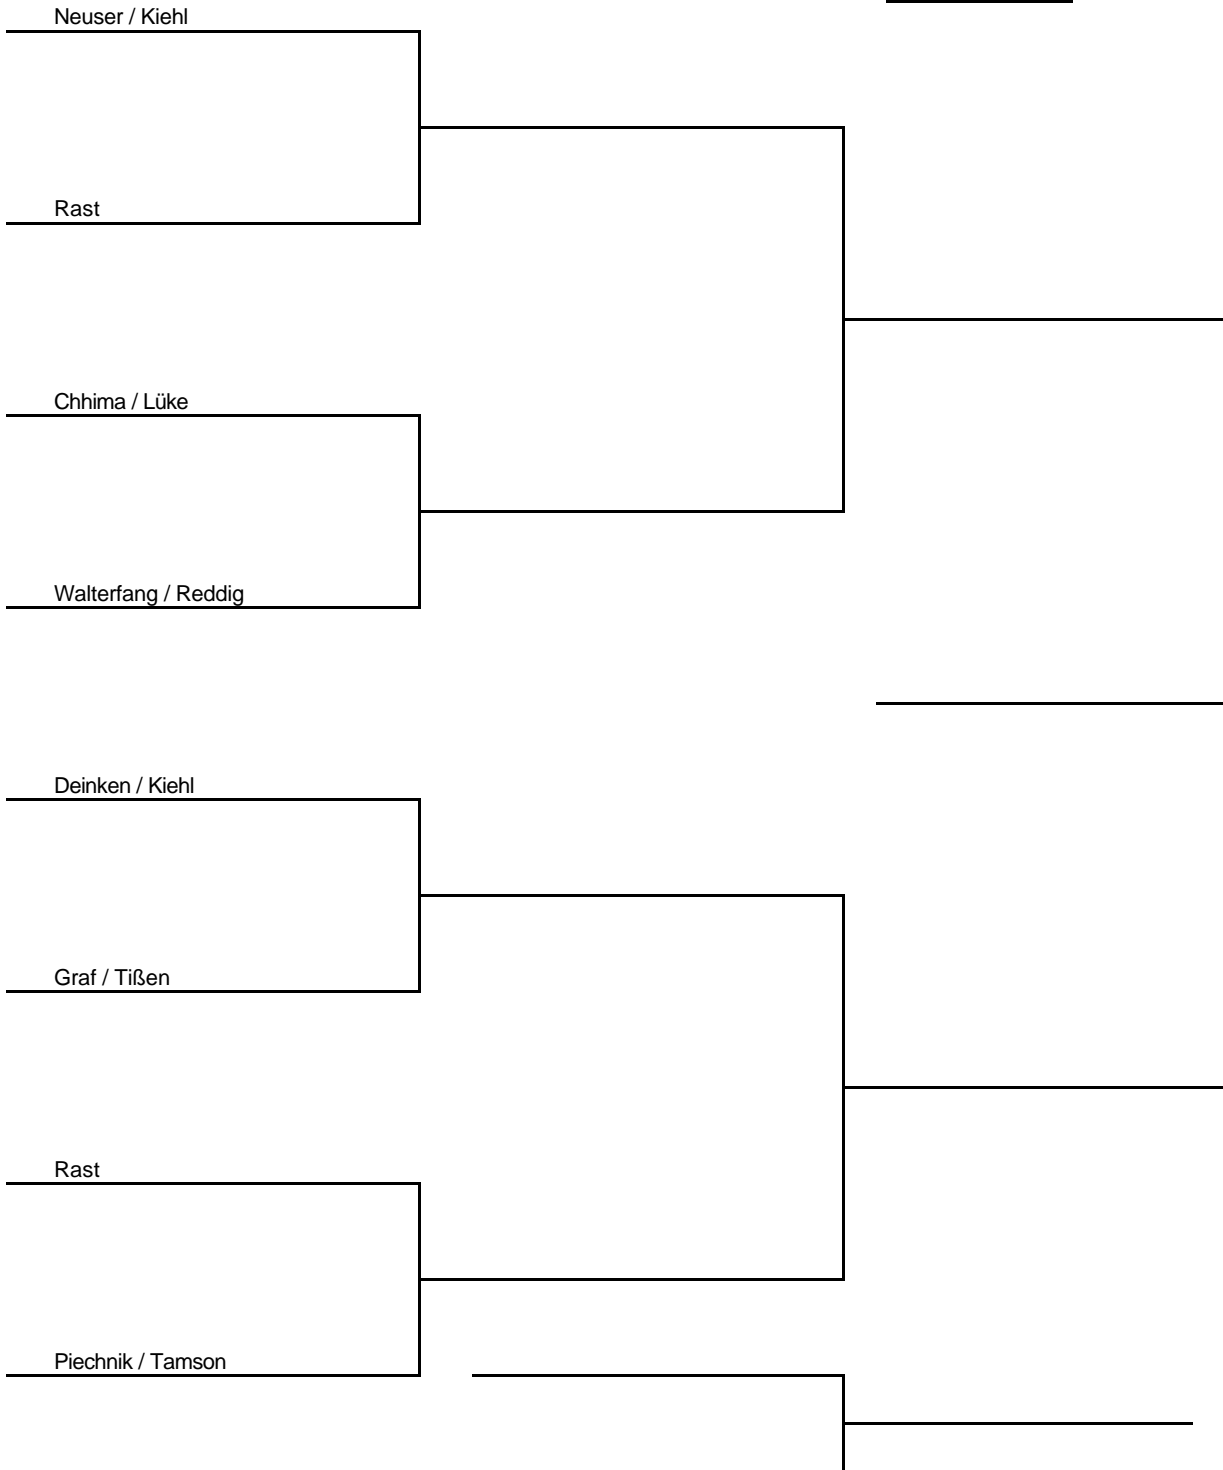 Neuser / Kiehl
Rast
Chhima / Lüke
Walterfang / Reddig
Deinken / Kiehl
Graf / Tißen
Rast
Piechnik / Tamson